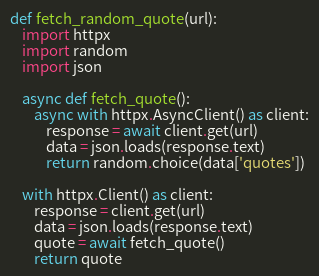 def fetch_random_quote(url):
    import httpx
    import random
    import json

    async def fetch_quote():
        async with httpx.AsyncClient() as client:
            response = await client.get(url)
            data = json.loads(response.text)
            return random.choice(data['quotes'])

    with httpx.Client() as client:
        response = client.get(url)
        data = json.loads(response.text)
        quote = await fetch_quote()
        return quote